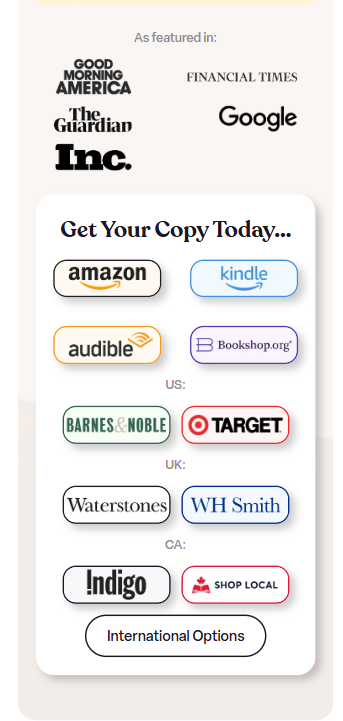 As featured in:
GOOD
MORNING
AMERICA
FINANCIAL TIMES
The
Guardian
Google
Inc.
Get Your Copy Today...
amazon
kindle
audible
Bookshop.org
US:
BARNES&NOBLE
TARGET
UK:
Waterstones
WH Smith
CA:
!ndigo
SHOP LOCAL
International Options